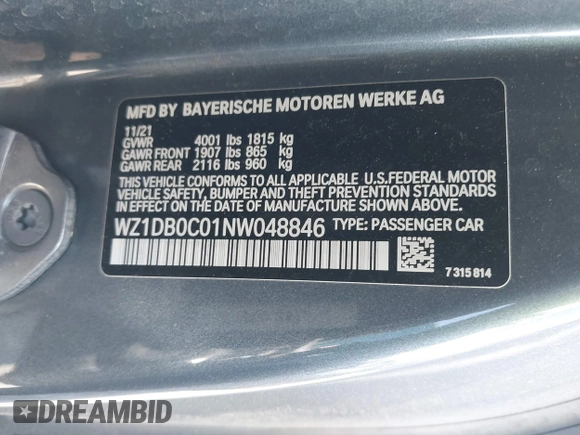 MFD BY BAYERISCHE MOTOREN WERKE AG
11/21
GVWR 4001 lbs 1815 kg
GAWR FRONT 1907 lbs 865 kg
GAWR REAR 2116 lbs 960 kg
THIS VEHICLE CONFORMS TO ALL APPLICABLE U.S.FEDERAL MOTOR
VEHICLE SAFETY, BUMPER AND THEFT PREVENTION STANDARDS
IN EFFECT ON THE DATE OF MANUFACTURE SHOWN ABOVE.
WZ1DB0C01NW048846 TYPE: PASSENGER CAR
7 315 814
DREAMBID